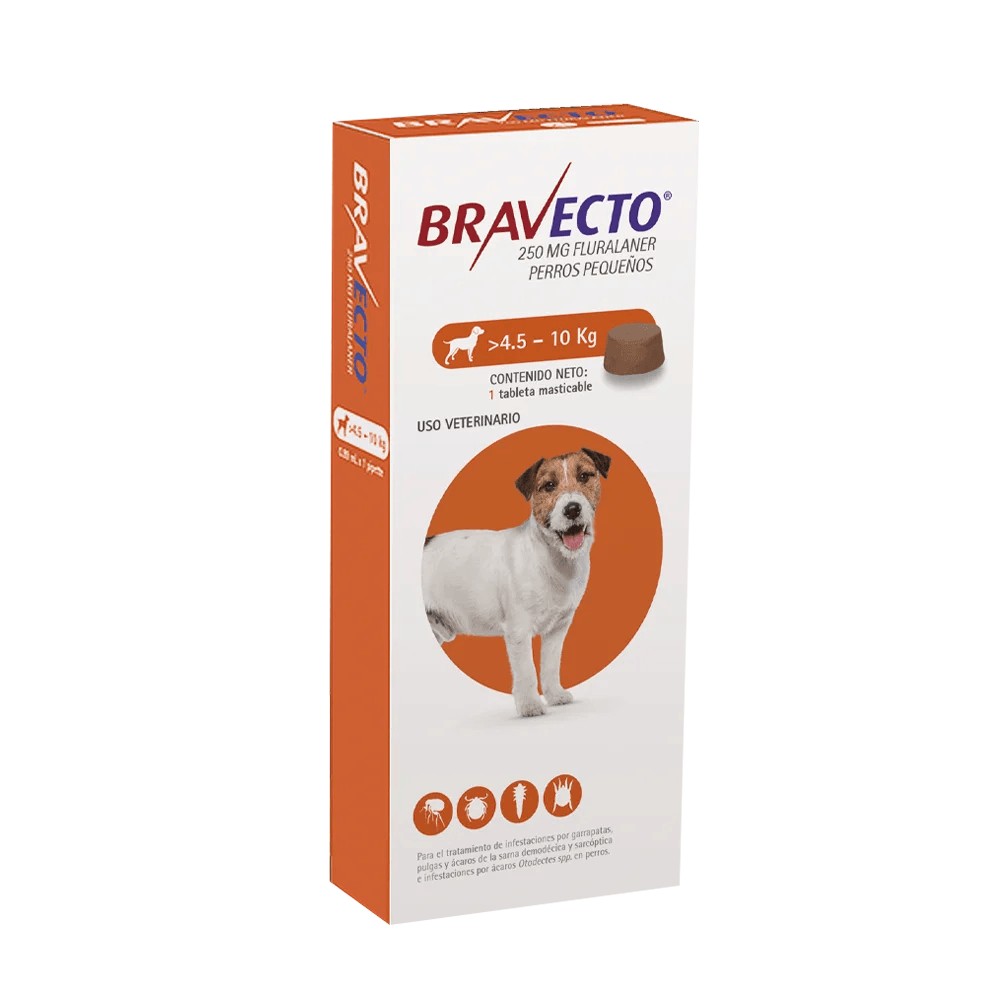 BRAVECTO
BRAVECTO®
250 MG FLURALANER
PERROS PEQUEÑOS
>4.5 – 10 Kg
CONTENIDO NETO:
1 tableta masticable
USO VETERINARIO
Para el tratamiento de infestaciones por garrapatas,
pulgas y ácaros de la sarna demodécica y sarcóptica
e infestaciones por ácaros Otodectes spp. en perros.
BRAVECTO
250 MG FLURALANER
>4.5 – 10 Kg